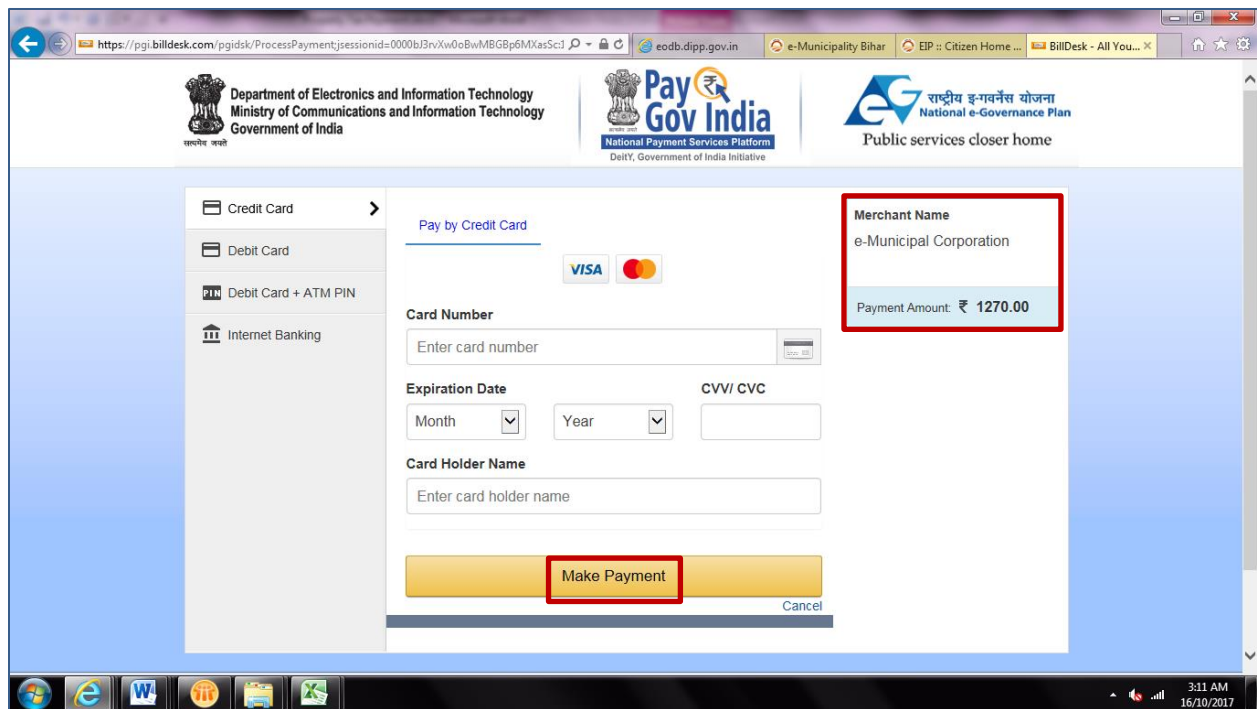 https://pgi.billdesk.com/pgidsk/ProcessPayment;jsessionid=0000bJ3rvXw0oBwMBGBp6MXasSc:1
eodb.dipp.gov.in
e-Municipality Bihar
EIP :: Citizen Home ...
BillDesk - All You...
Department of Electronics and Information Technology
Ministry of Communications and Information Technology
Government of India
सत्यमेव जयते
Pay
Gov India
सत्यमेव जयते
National Payment Services Platform
DeitY, Government of India Initiative
राष्ट्रीय इ-गवर्नेंस योजना
National e-Governance Plan
Public services closer home
Credit Card
Debit Card
PIN Debit Card + ATM PIN
Internet Banking
Pay by Credit Card
VISA
Card Number
Enter card number
Expiration Date CVV/ CVC
Month Year
Card Holder Name
Enter card holder name
Make Payment
Cancel
Merchant Name
e-Municipal Corporation
Payment Amount: ₹ 1270.00
3:11 AM
16/10/2017